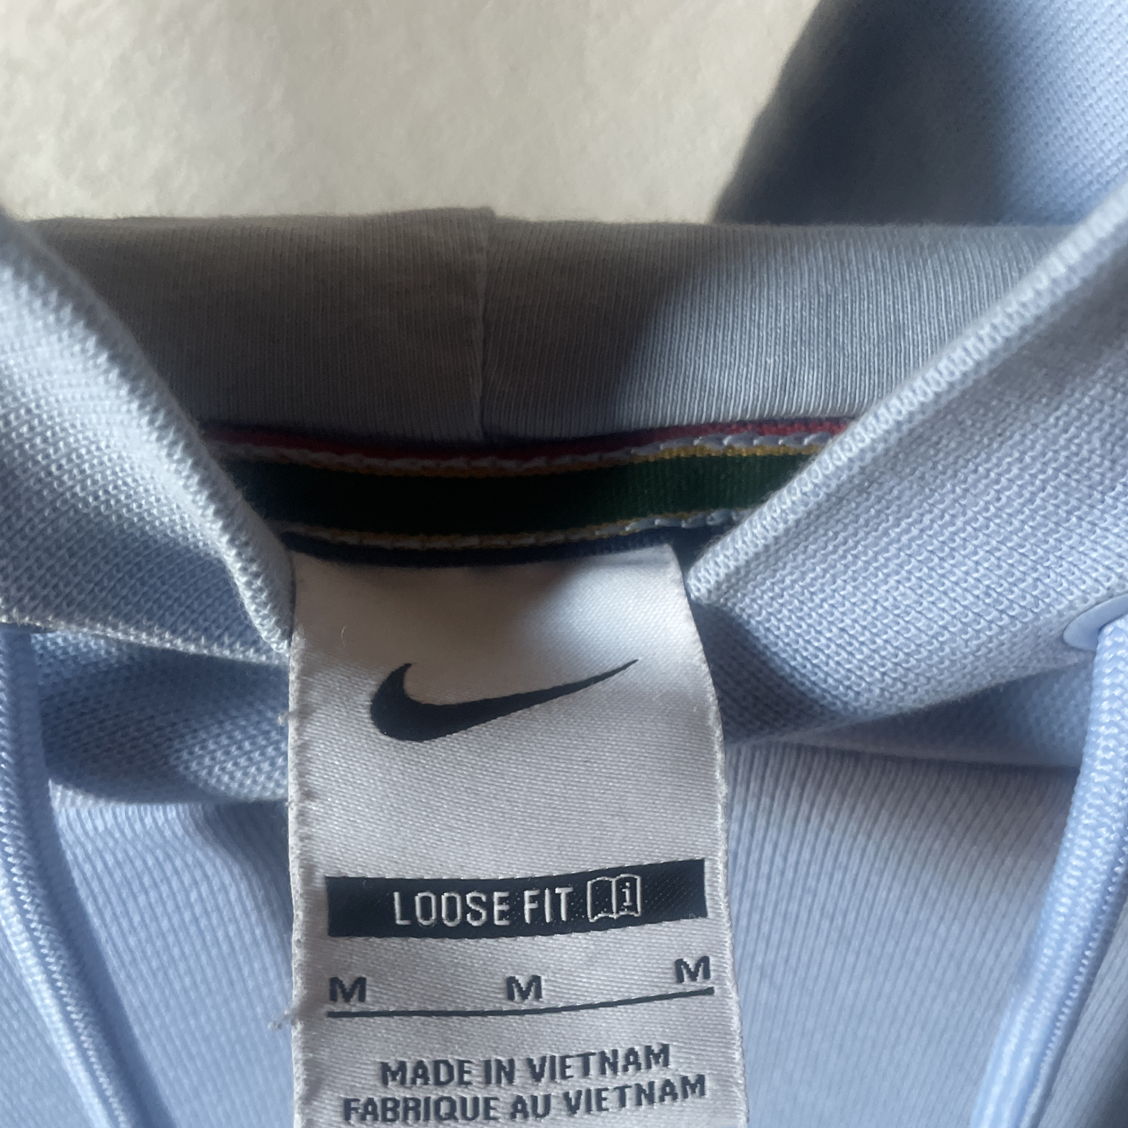 LOOSE FIT i
M M M
MADE IN VIETNAM
FABRIQUE AU VIETNAM